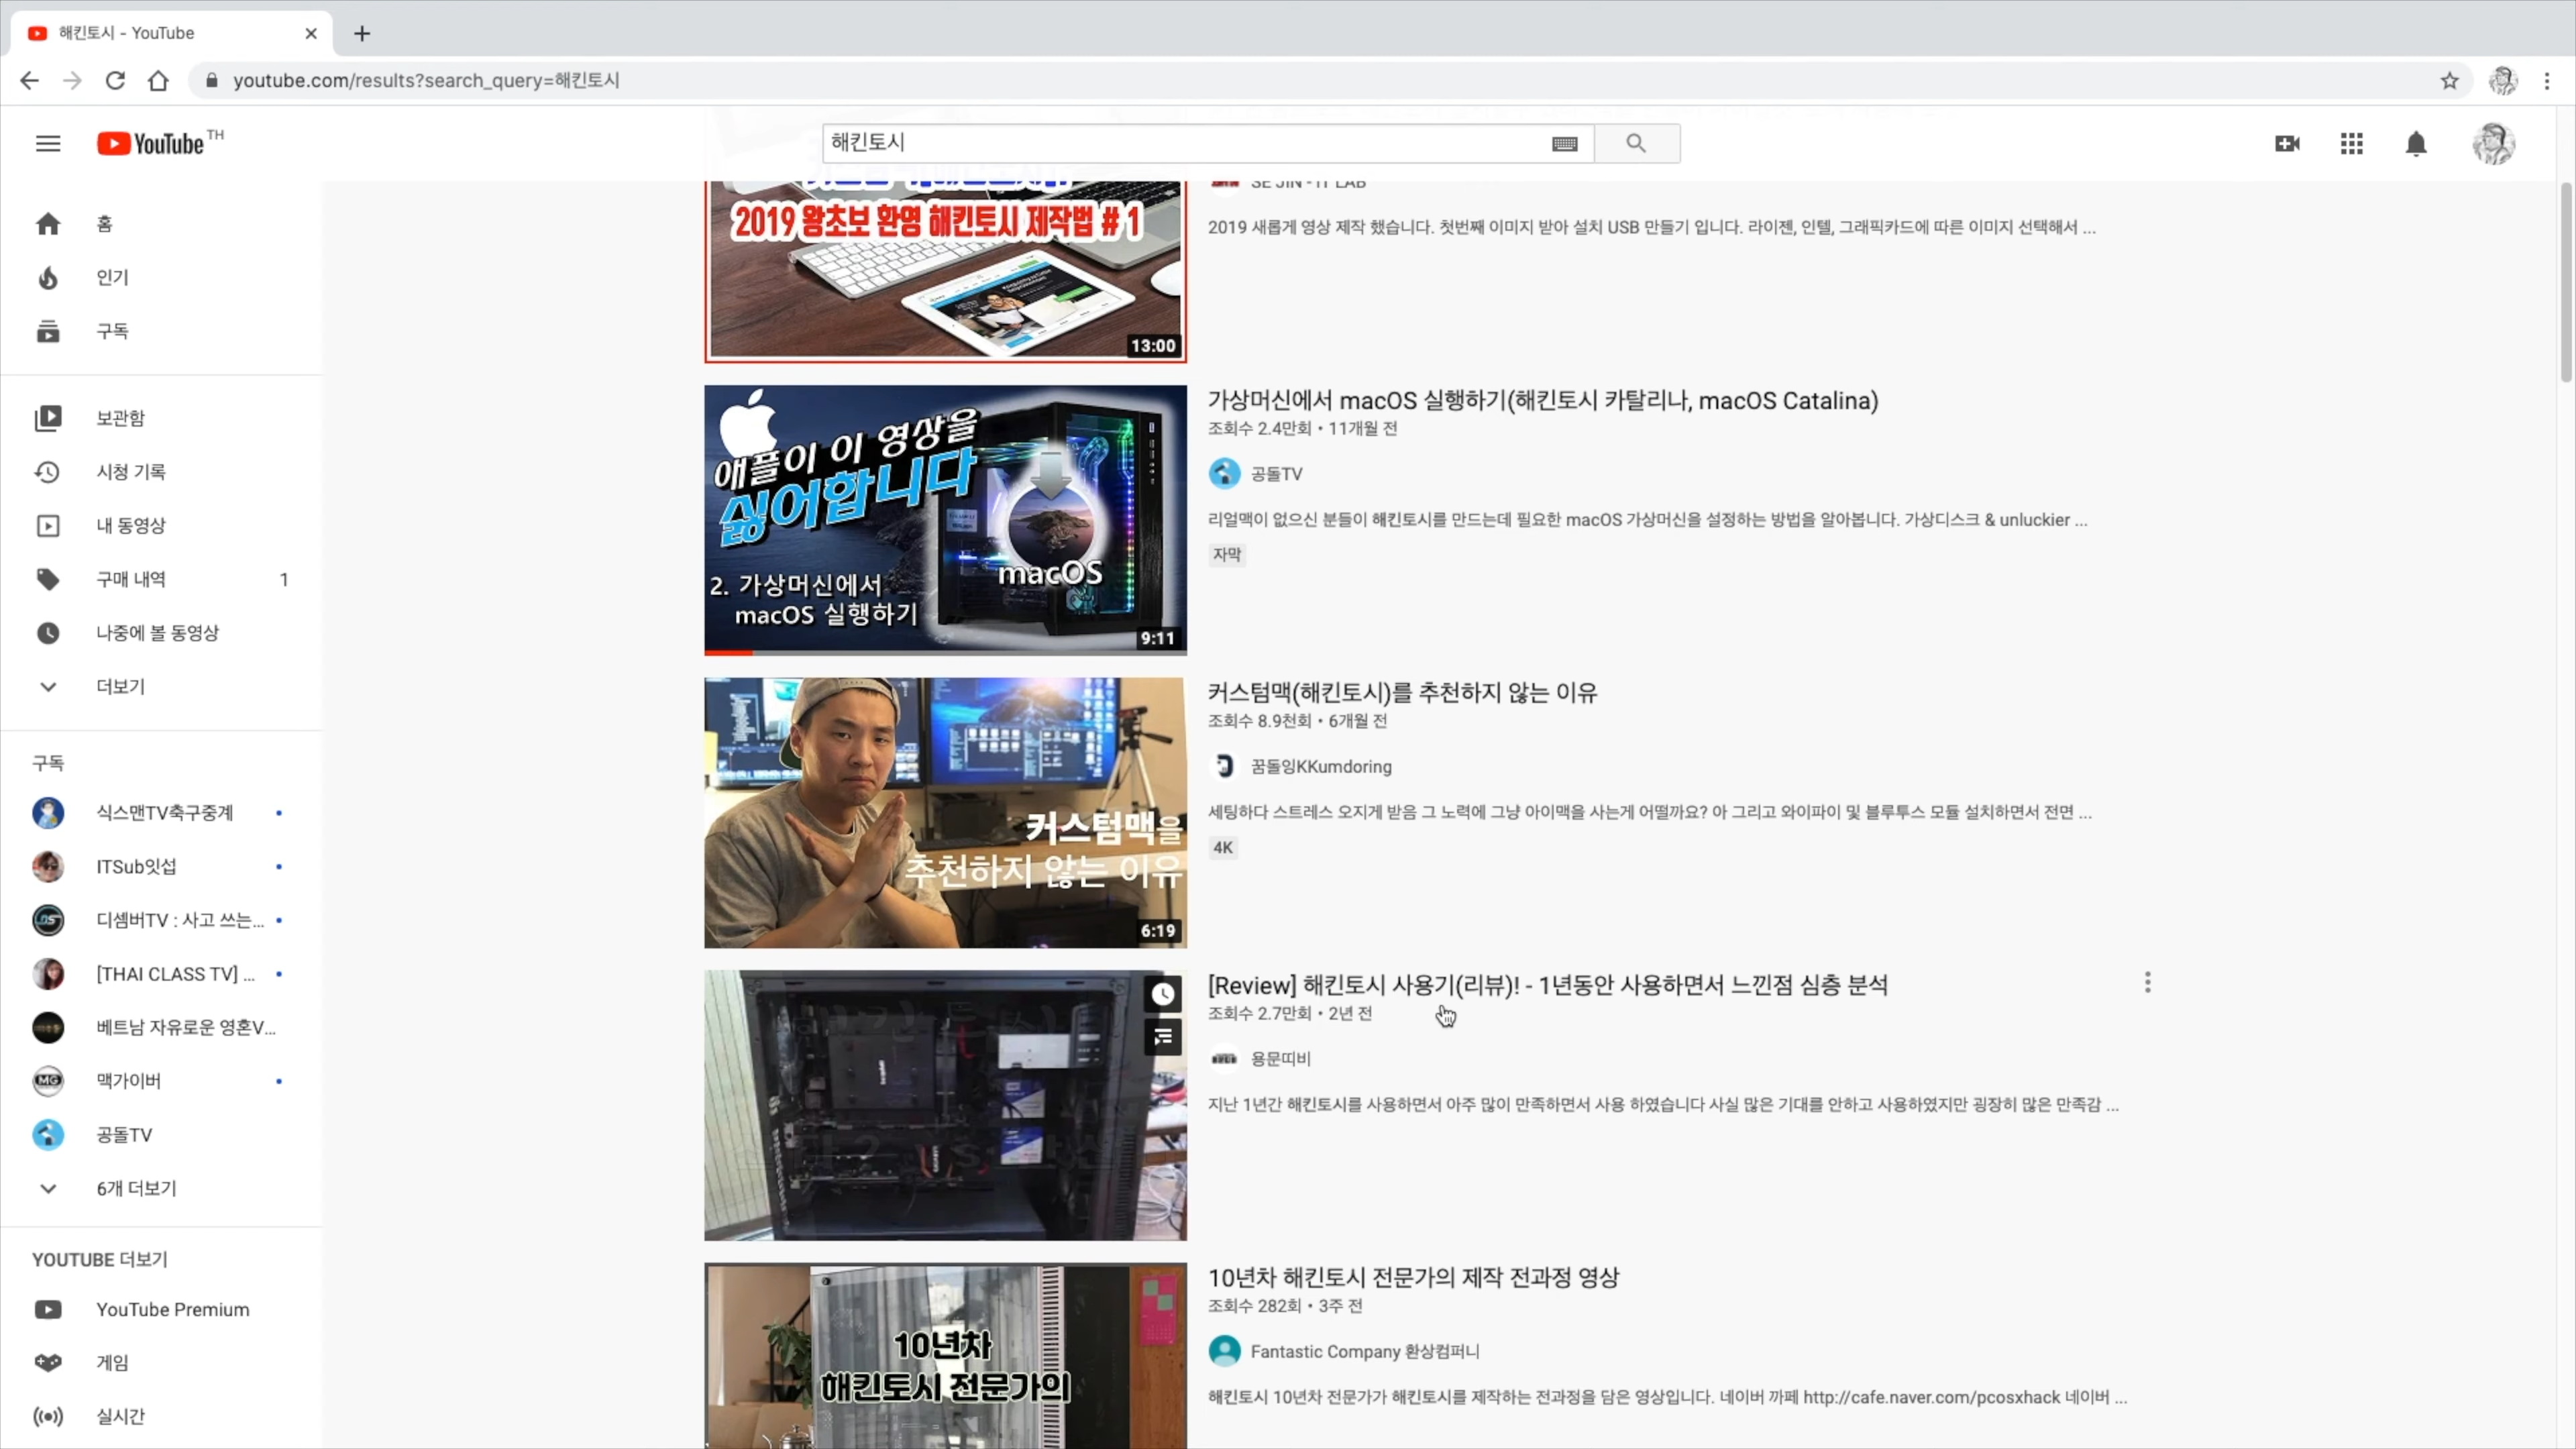 해킨토시 - YouTube
youtube.com/results?search_query=해킨토시
YouTube TH
해킨토시
홈
인기
구독
보관함
시청 기록
내 동영상
구매 내역 1
나중에 볼 동영상
더보기
구독
식스맨TV축구중계
ITSub잇섭
디셈버TV : 사고 쓰는...
[THAI CLASS TV] ...
베트남 자유로운 영혼V...
맥가이버
공돌TV
6개 더보기
YOUTUBE 더보기
YouTube Premium
게임
실시간
2019 왕초보 환영 해킨토시 제작법 # 1
13:00
SE JIN - IT LAB
2019 새롭게 영상 제작 했습니다. 첫번째 이미지 받아 설치 USB 만들기 입니다. 라이젠, 인텔, 그래픽카드에 따른 이미지 선택해서 ...
애플이 이 영상을
싫어합니다
macOS
2. 가상머신에서
macOS 실행하기
9:11
가상머신에서 macOS 실행하기(해킨토시 카탈리나, macOS Catalina)
조회수 2.4만회 • 11개월 전
공돌TV
리얼맥이 없으신 분들이 해킨토시를 만드는데 필요한 macOS 가상머신을 설정하는 방법을 알아봅니다. 가상디스크 & unluckier ...
자막
커스텀맥을
추천하지 않는 이유
6:19
커스텀맥(해킨토시)를 추천하지 않는 이유
조회수 8.9천회 • 6개월 전
꿈돌잉KKumdoring
세팅하다 스트레스 오지게 받음 그 노력에 그냥 아이맥을 사는게 어떨까요? 아 그리고 와이파이 및 블루투스 모듈 설치하면서 전면 ...
4K
[Review] 해킨토시 사용기(리뷰)! - 1년동안 사용하면서 느낀점 심층 분석
조회수 2.7만회 • 2년 전
용문띠비
지난 1년간 해킨토시를 사용하면서 아주 많이 만족하면서 사용 하였습니다 사실 많은 기대를 안하고 사용하였지만 굉장히 많은 만족감 ...
10년차
해킨토시 전문가의
10년차 해킨토시 전문가의 제작 전과정 영상
조회수 282회 • 3주 전
Fantastic Company 환상컴퍼니
해킨토시 10년차 전문가가 해킨토시를 제작하는 전과정을 담은 영상입니다. 네이버 까페 http://cafe.naver.com/pcosxhack 네이버 ...